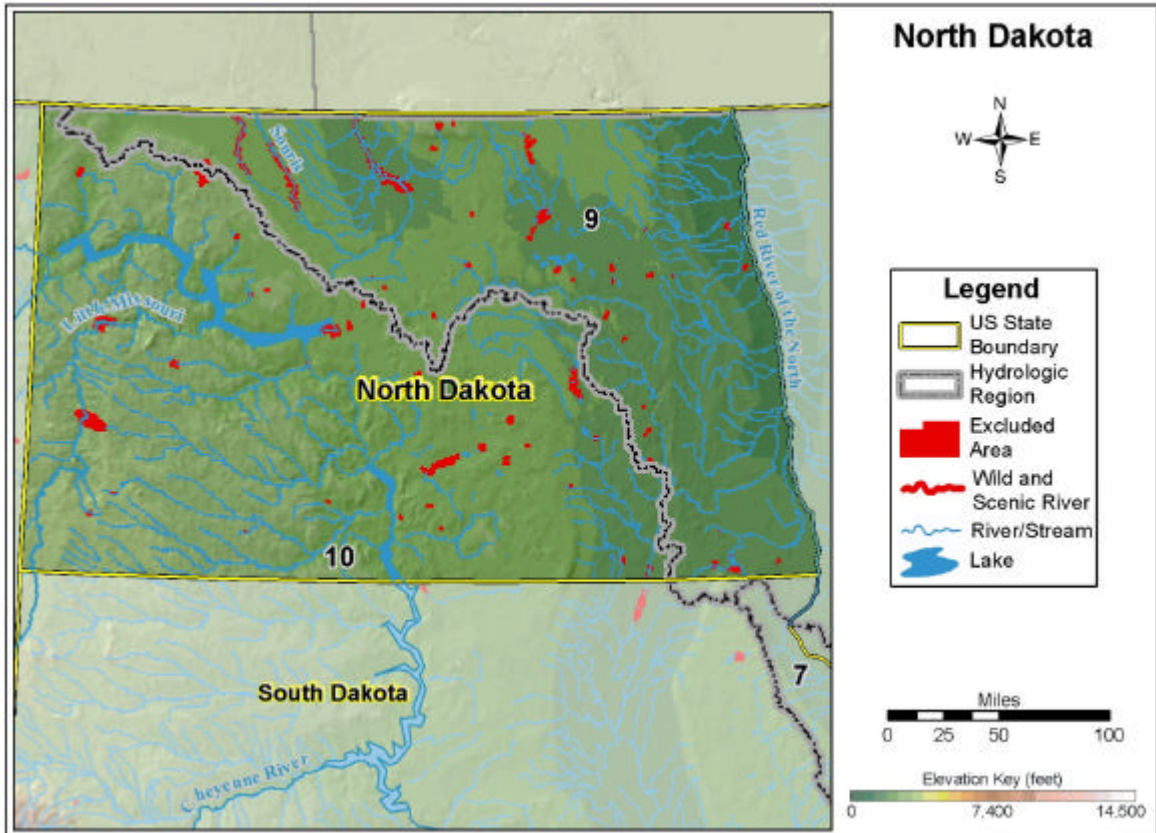 North Dakota
N
W E
S
Souris
9
Red River of the North
Little Missouri
North Dakota
10
South Dakota
7
Cheyenne River
Legend
US State
Boundary
Hydrologic
Region
Excluded
Area
Wild and
Scenic River
River/Stream
Lake
Miles
0 25 50 100
Elevation Key (feet)
0 7,400 14,500